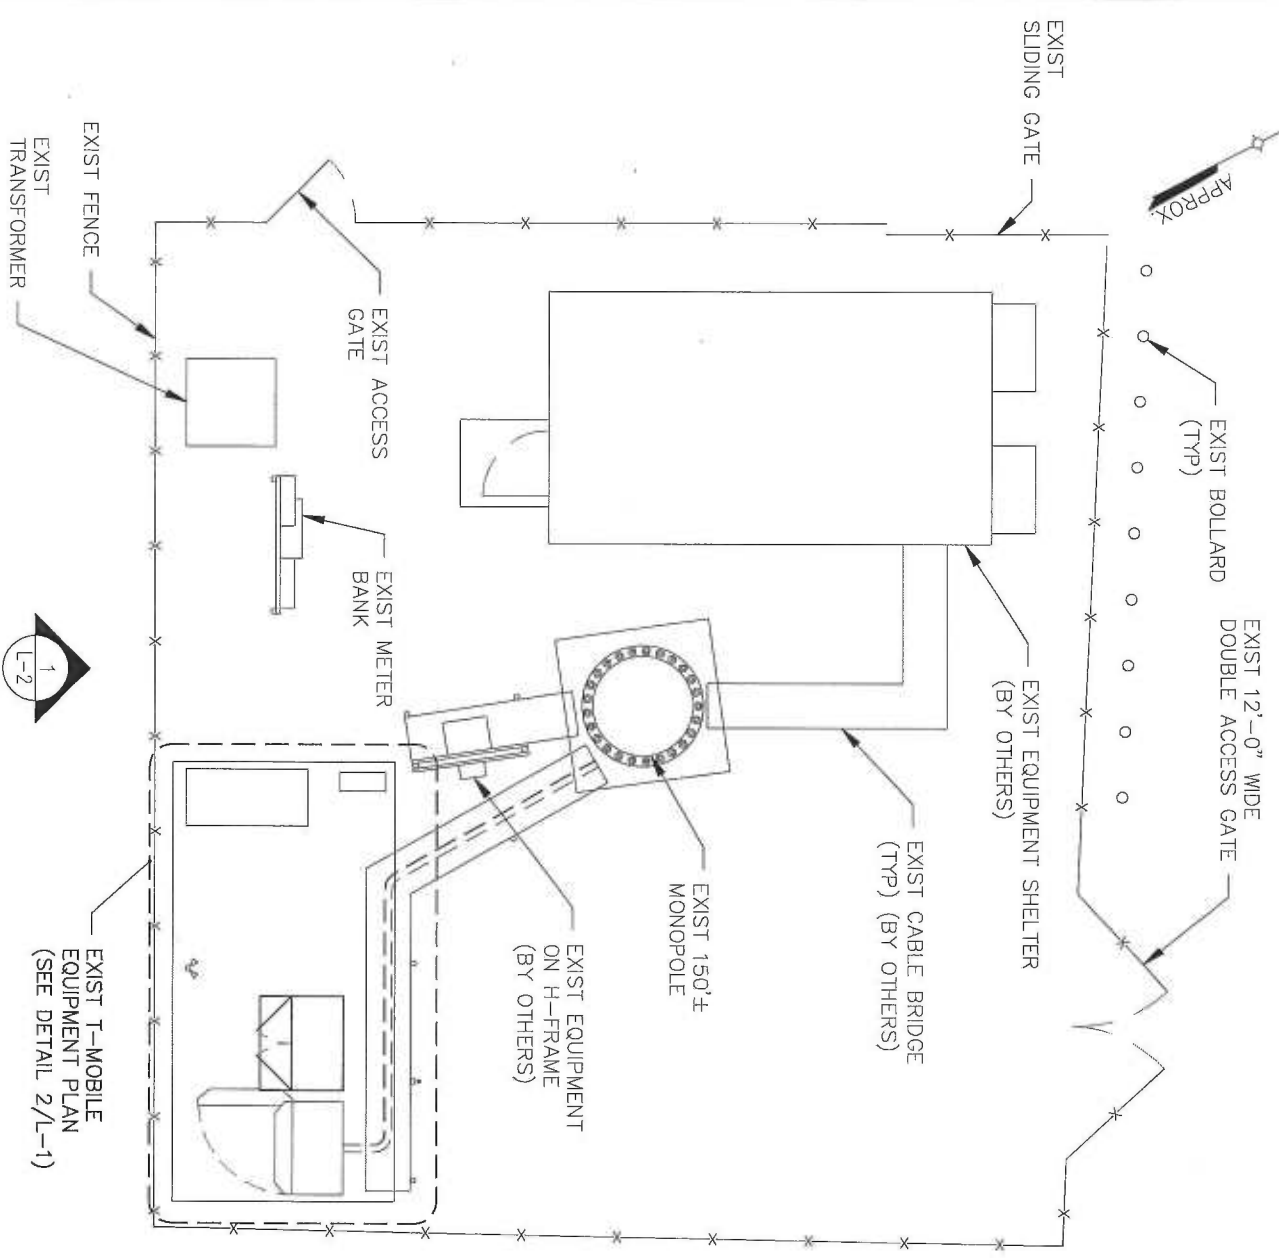 EXIST
SLIDING GATE
APPROX.
EXIST BOLLARD
(TYP)
EXIST 12'-0" WIDE
DOUBLE ACCESS GATE
EXIST EQUIPMENT SHELTER
(BY OTHERS)
EXIST CABLE BRIDGE
(TYP) (BY OTHERS)
EXIST 150'±
MONOPOLE
EXIST EQUIPMENT
ON H-FRAME
(BY OTHERS)
EXIST ACCESS
GATE
EXIST METER
BANK
EXIST FENCE
EXIST
TRANSFORMER
1
L-2
EXIST T-MOBILE
EQUIPMENT PLAN
(SEE DETAIL 2/L-1)